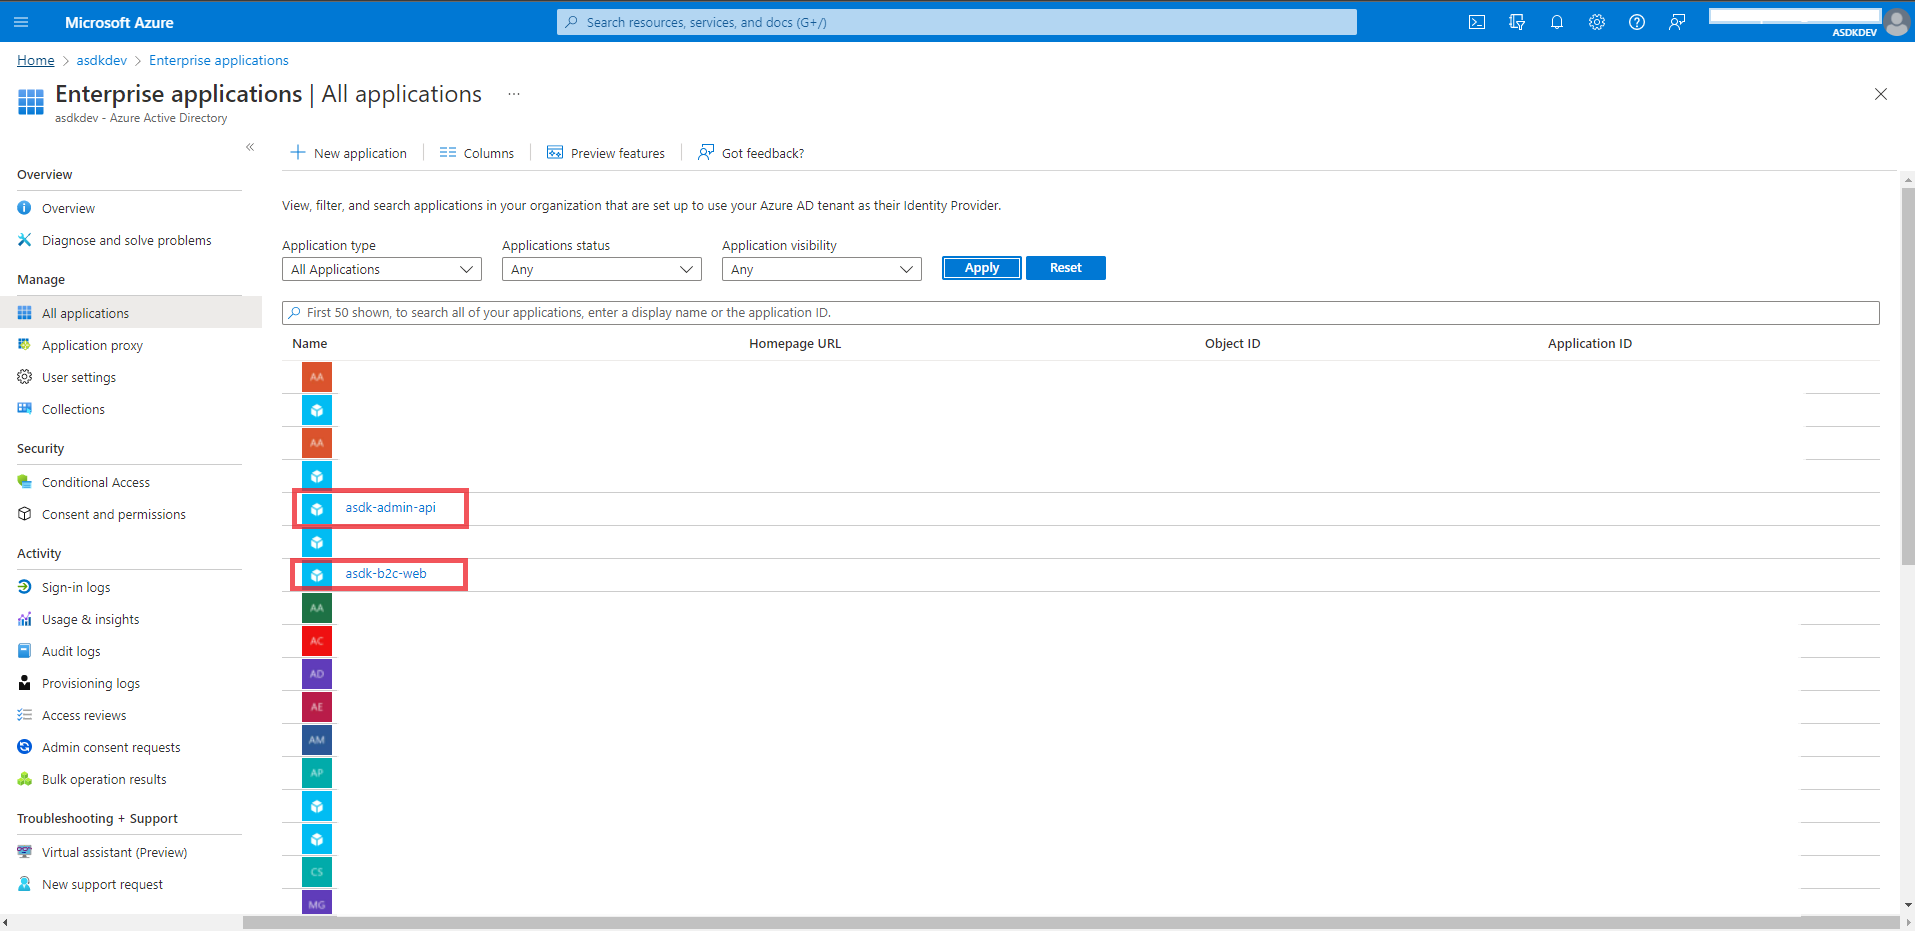 Microsoft Azure
Search resources, services, and docs (G+/)
ASDKDEV
Home > asdkdev > Enterprise applications
Enterprise applications | All applications ...
asdkdev - Azure Active Directory
«
New application
Columns
Preview features
Got feedback?
Overview
Overview
Diagnose and solve problems
Manage
All applications
Application proxy
User settings
Collections
Security
Conditional Access
Consent and permissions
Activity
Sign-in logs
Usage & insights
Audit logs
Provisioning logs
Access reviews
Admin consent requests
Bulk operation results
Troubleshooting + Support
Virtual assistant (Preview)
New support request
View, filter, and search applications in your organization that are set up to use your Azure AD tenant as their Identity Provider.
Application type
All Applications
Applications status
Any
Application visibility
Any
Apply
Reset
First 50 shown, to search all of your applications, enter a display name or the application ID.
Name Homepage URL Object ID Application ID
AA
AA
asdk-admin-api
asdk-b2c-web
AA
AC
AD
AE
AM
AP
CS
MG